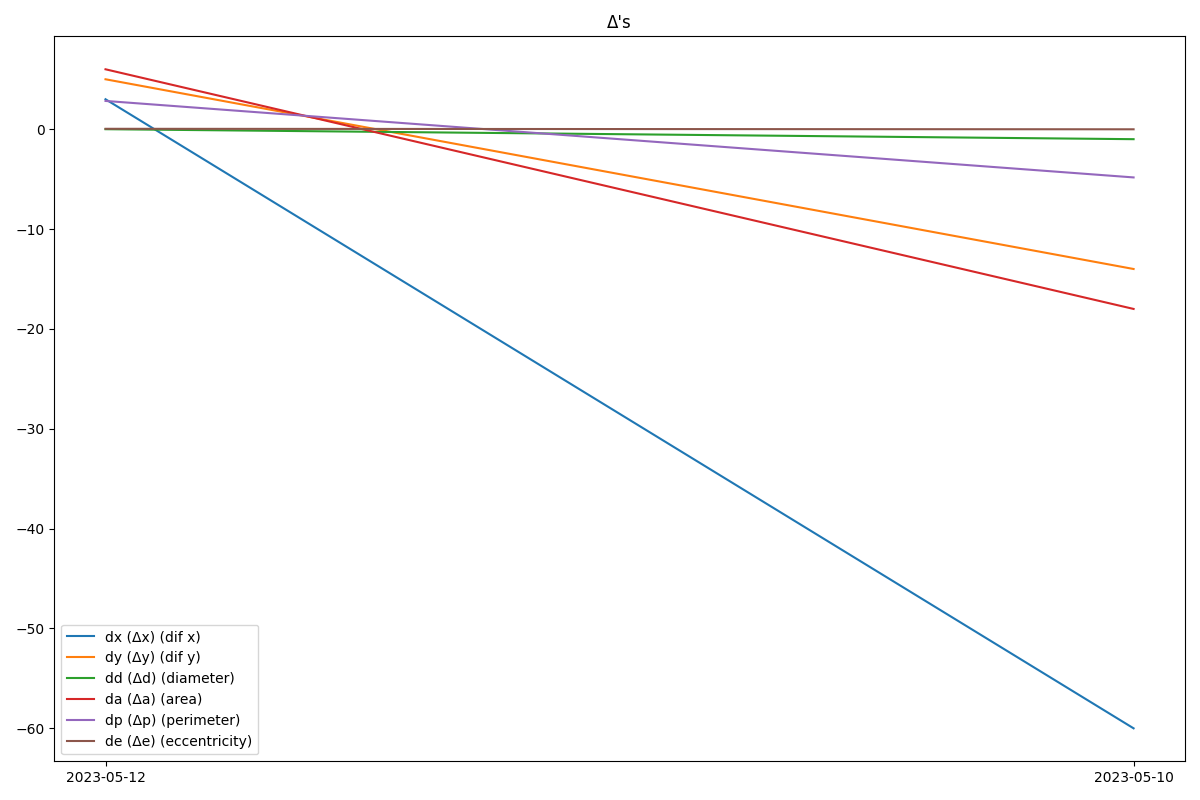 Δ's
0
−10
−20
−30
−40
−50
−60
dx (Δx) (dif x)
dy (Δy) (dif y)
dd (Δd) (diameter)
da (Δa) (area)
dp (Δp) (perimeter)
de (Δe) (eccentricity)
2023-05-12
2023-05-10